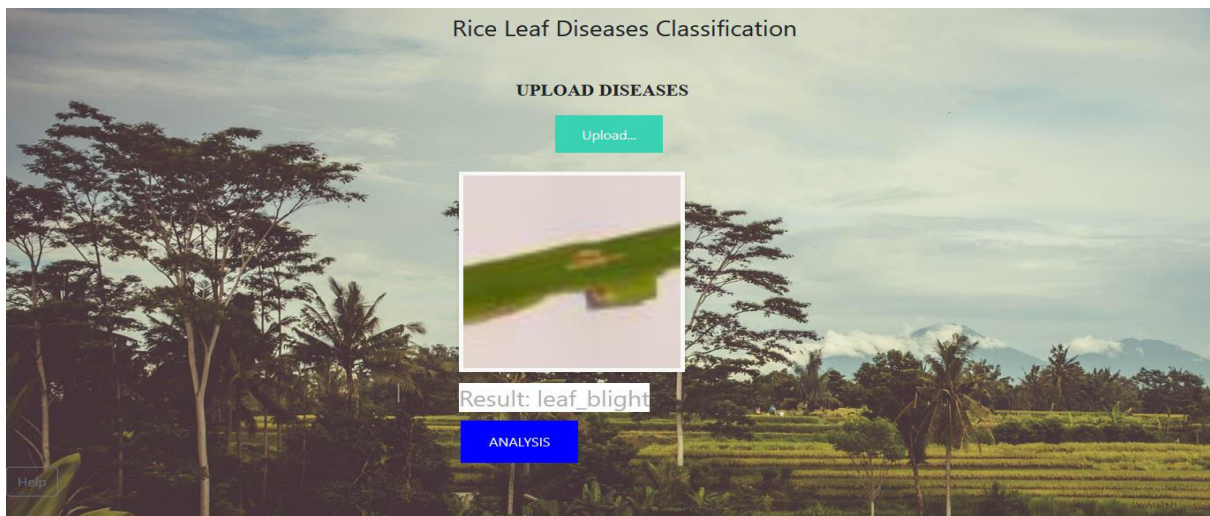 Rice Leaf Diseases Classification
UPLOAD DISEASES
Upload...
Result: leaf_blight
ANALYSIS
Help